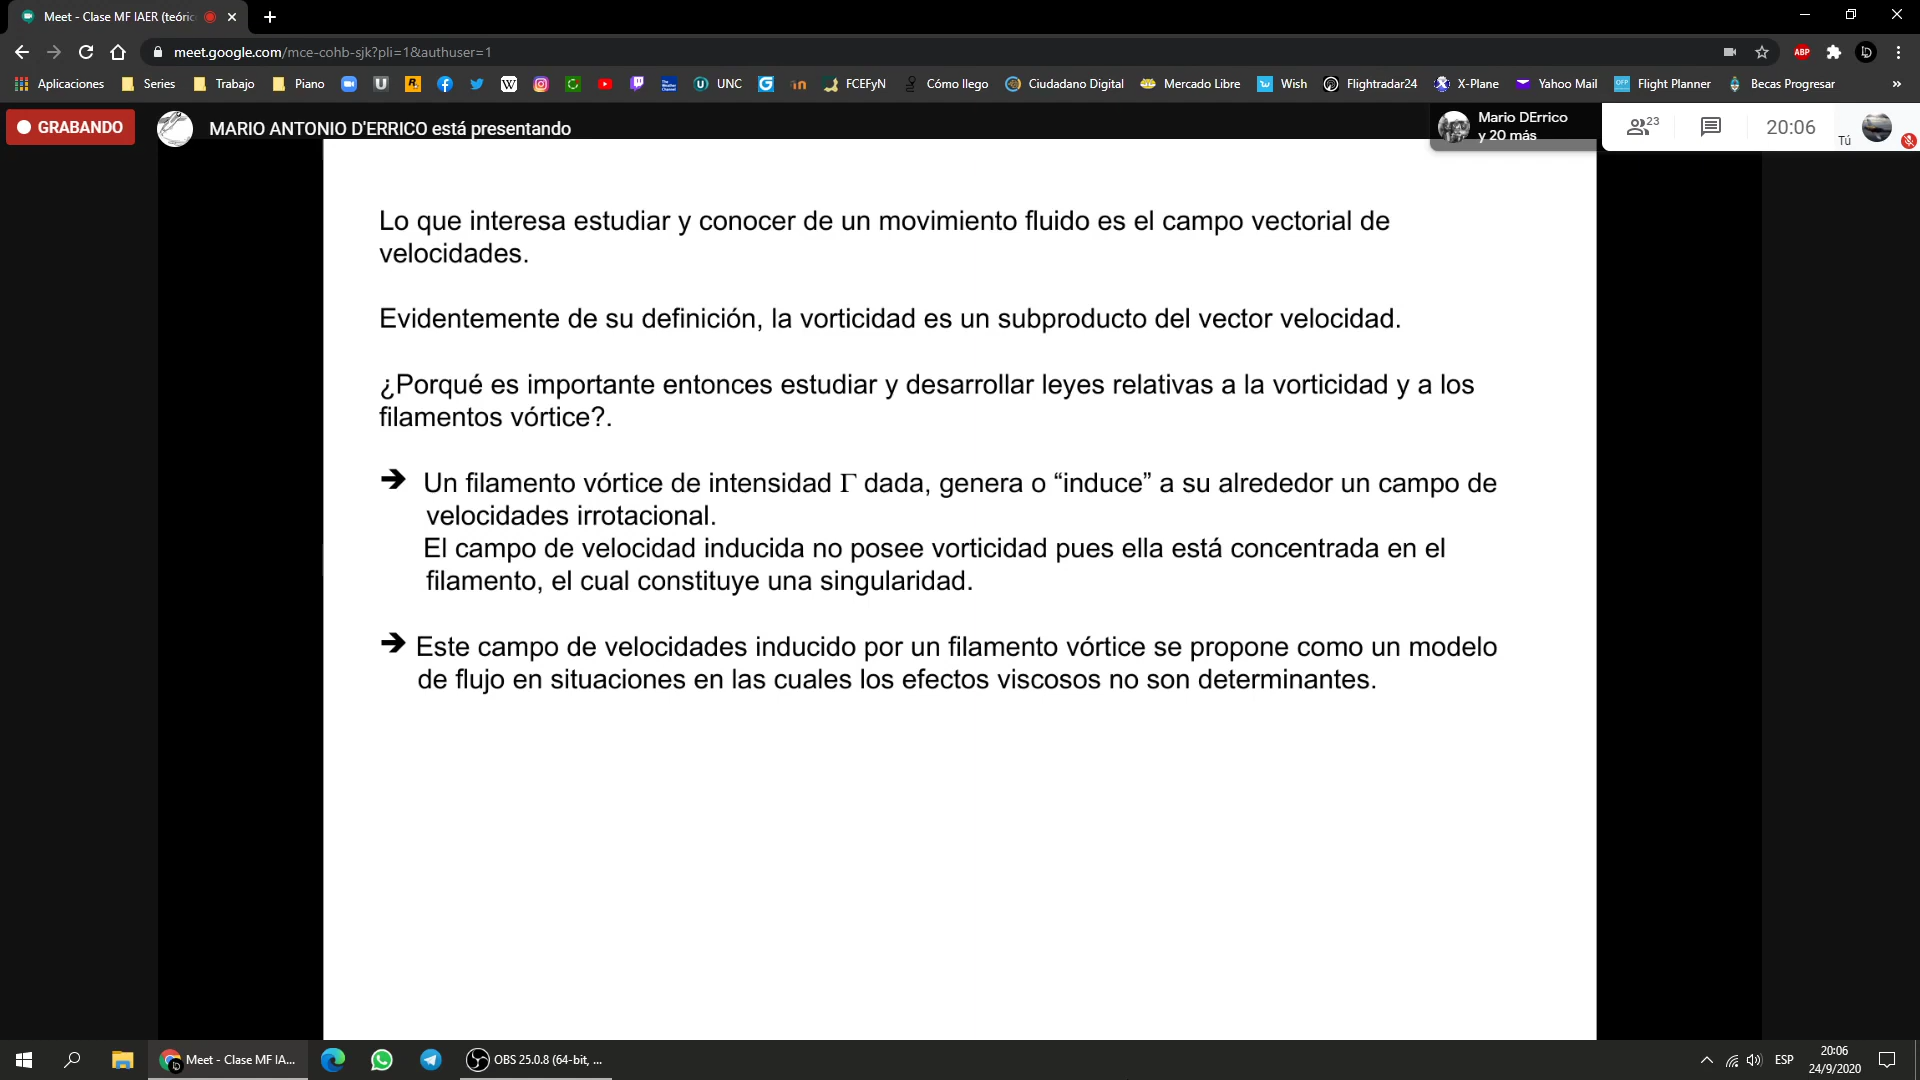 Meet - Clase MF IAER (teóric
meet.google.com/mce-cohb-sjk?pli=1&authuser=1
ABP
Aplicaciones Series Trabajo Piano UNC FCEFyN Cómo llego Ciudadano Digital Mercado Libre Wish Flightradar24 X-Plane Yahoo Mail Flight Planner Becas Progresar »
GRABANDO
MARIO ANTONIO D'ERRICO está presentando
Mario DErrico
y 20 más
23
20:06
Tú
Lo que interesa estudiar y conocer de un movimiento fluido es el campo vectorial de
velocidades.
Evidentemente de su definición, la vorticidad es un subproducto del vector velocidad.
¿Porqué es importante entonces estudiar y desarrollar leyes relativas a la vorticidad y a los
filamentos vórtice?.
➔ Un filamento vórtice de intensidad Γ dada, genera o “induce” a su alrededor un campo de
velocidades irrotacional.
El campo de velocidad inducida no posee vorticidad pues ella está concentrada en el
filamento, el cual constituye una singularidad.
➔ Este campo de velocidades inducido por un filamento vórtice se propone como un modelo
de flujo en situaciones en las cuales los efectos viscosos no son determinantes.
Meet - Clase MF IA...
OBS 25.0.8 (64-bit, ...
ESP
20:06
24/9/2020